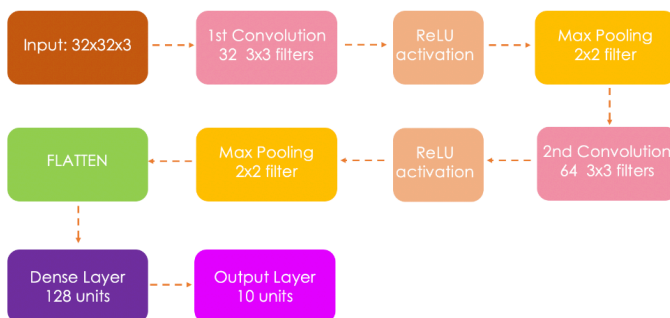 Input: 32x32x3
1st Convolution
32 3x3 filters
ReLU
activation
Max Pooling
2x2 filter
FLATTEN
Max Pooling
2x2 filter
ReLU
activation
2nd Convolution
64 3x3 filters
Dense Layer
128 units
Output Layer
10 units